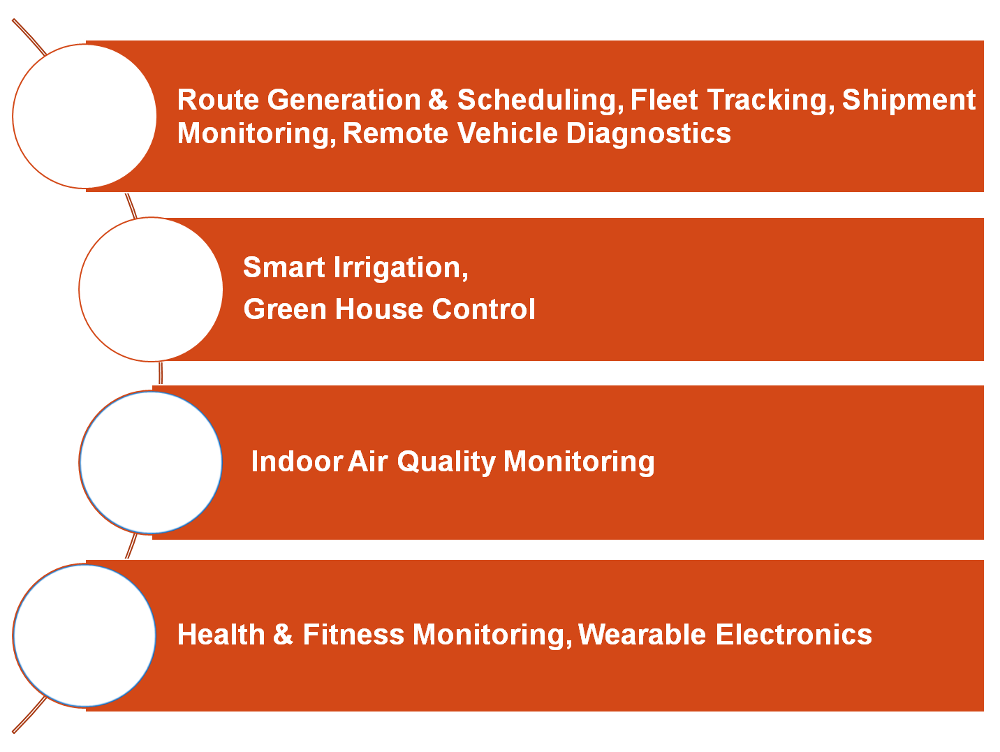 Route Generation & Scheduling, Fleet Tracking, Shipment
Monitoring, Remote Vehicle Diagnostics
Smart Irrigation,
Green House Control
Indoor Air Quality Monitoring
Health & Fitness Monitoring, Wearable Electronics